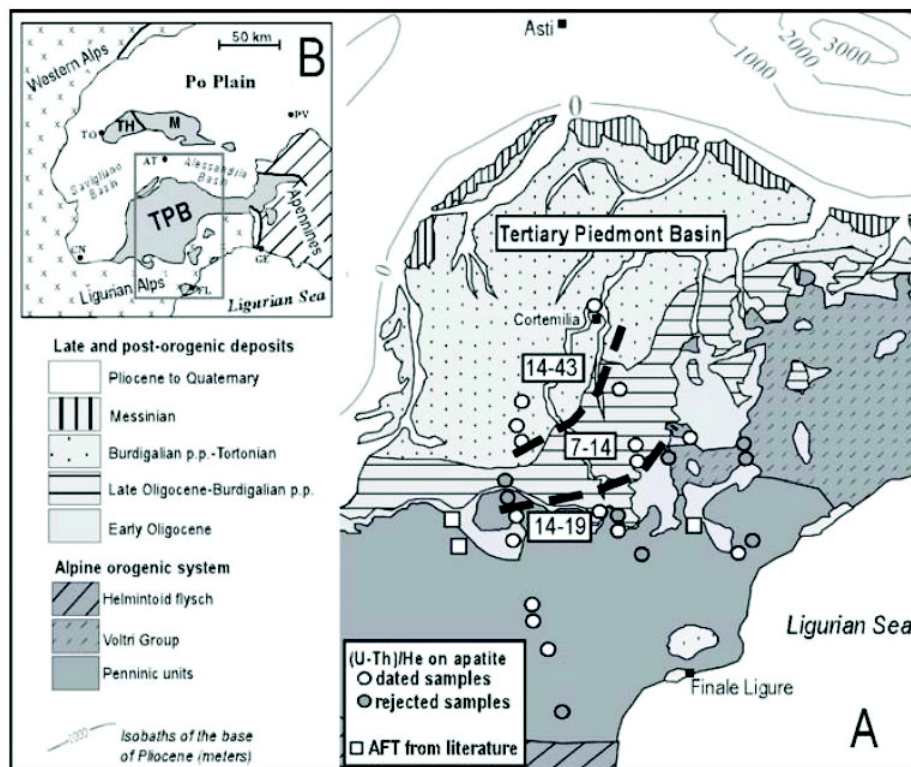 B
50 km
Western Alps
Po Plain
PV
TH
M
TO
AT
Savigliano
Basin
Alessandria
Basin
TPB
Apennines
CN
GE
Ligurian Alps
FL
Ligurian Sea
Asti
1000
2000
3000
0
Tertiary Piedmont Basin
Cortemilia
14-43
7-14
14-19
0
Ligurian Sea
Finale Ligure
A
Late and post-orogenic deposits
Pliocene to Quaternary
Messinian
Burdigalian p.p.-Tortonian
Late Oligocene-Burdigalian p.p.
Early Oligocene
Alpine orogenic system
Helmintoid flysch
Voltri Group
Penninic units
1000
Isobaths of the base
of Pliocene (meters)
(U-Th)/He on apatite
dated samples
rejected samples
AFT from literature